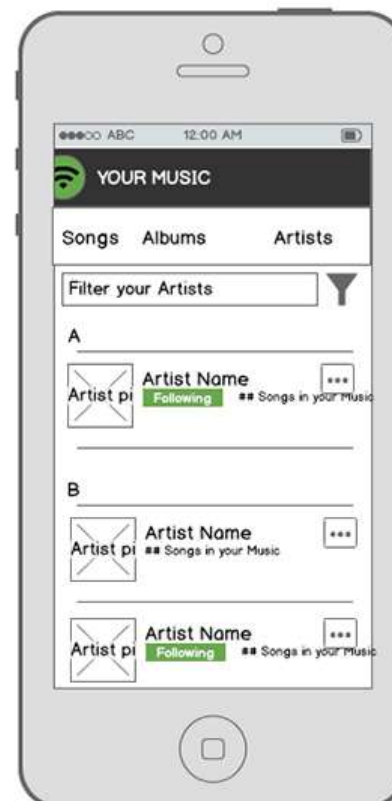 ABC 12:00 AM
YOUR MUSIC
Songs Albums Artists
Filter your Artists
A
Artist pi
Artist Name
Following ## Songs in your Music
B
Artist pi
Artist Name
## Songs in your Music
Artist pi
Artist Name
Following ## Songs in your Music